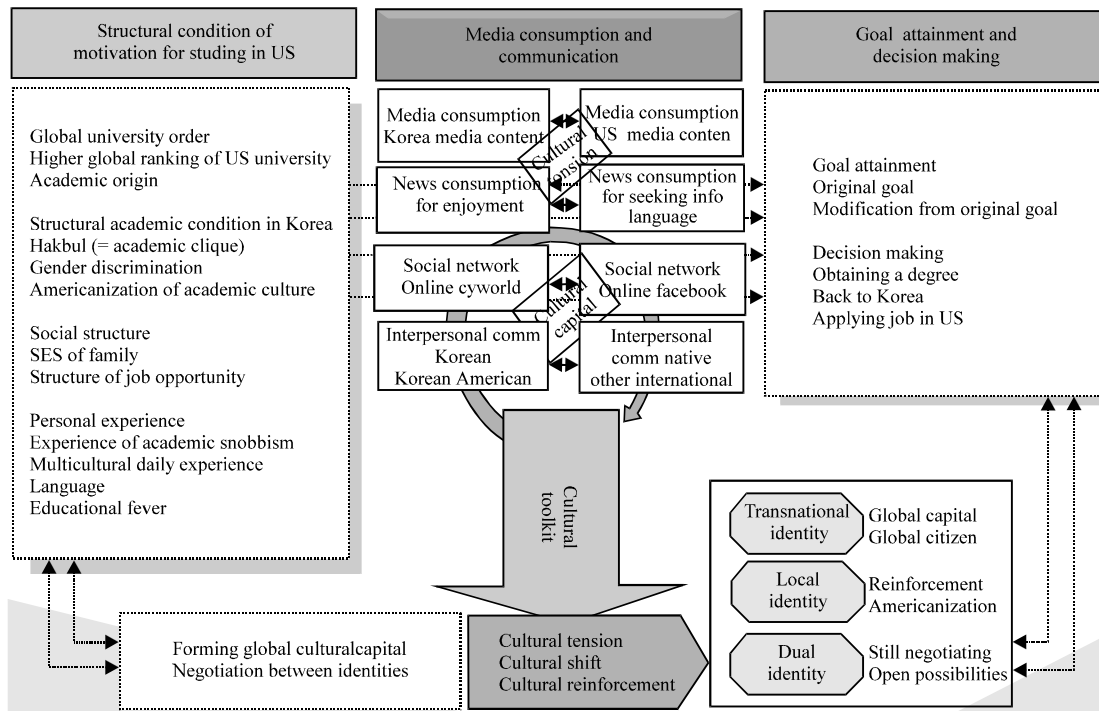 Structural condition of
motivation for studing in US
Media consumption and
communication
Goal attainment and
decision making
Global university order
Higher global ranking of US university
Academic origin
Structural academic condition in Korea
Hakbul (= academic clique)
Gender discrimination
Americanization of academic culture
Social structure
SES of family
Structure of job opportunity
Personal experience
Experience of academic snobbism
Multicultural daily experience
Language
Educational fever
Media consumption
Korea media content
Media consumption
US media conten
Cultural
tension
News consumption
for enjoyment
News consumption
for seeking info
language
Social network
Online cyworld
Social network
Online facebook
Cultural
capital
Interpersonal comm
Korean
Korean American
Interpersonal
comm native
other international
Goal attainment
Original goal
Modification from original goal
Decision making
Obtaining a degree
Back to Korea
Applying job in US
Cultural
toolkit
Forming global culturalcapital
Negotiation between identities
Cultural tension
Cultural shift
Cultural reinforcement
Transnational
identity
Global capital
Global citizen
Local
identity
Reinforcement
Americanization
Dual
identity
Still negotiating
Open possibilities